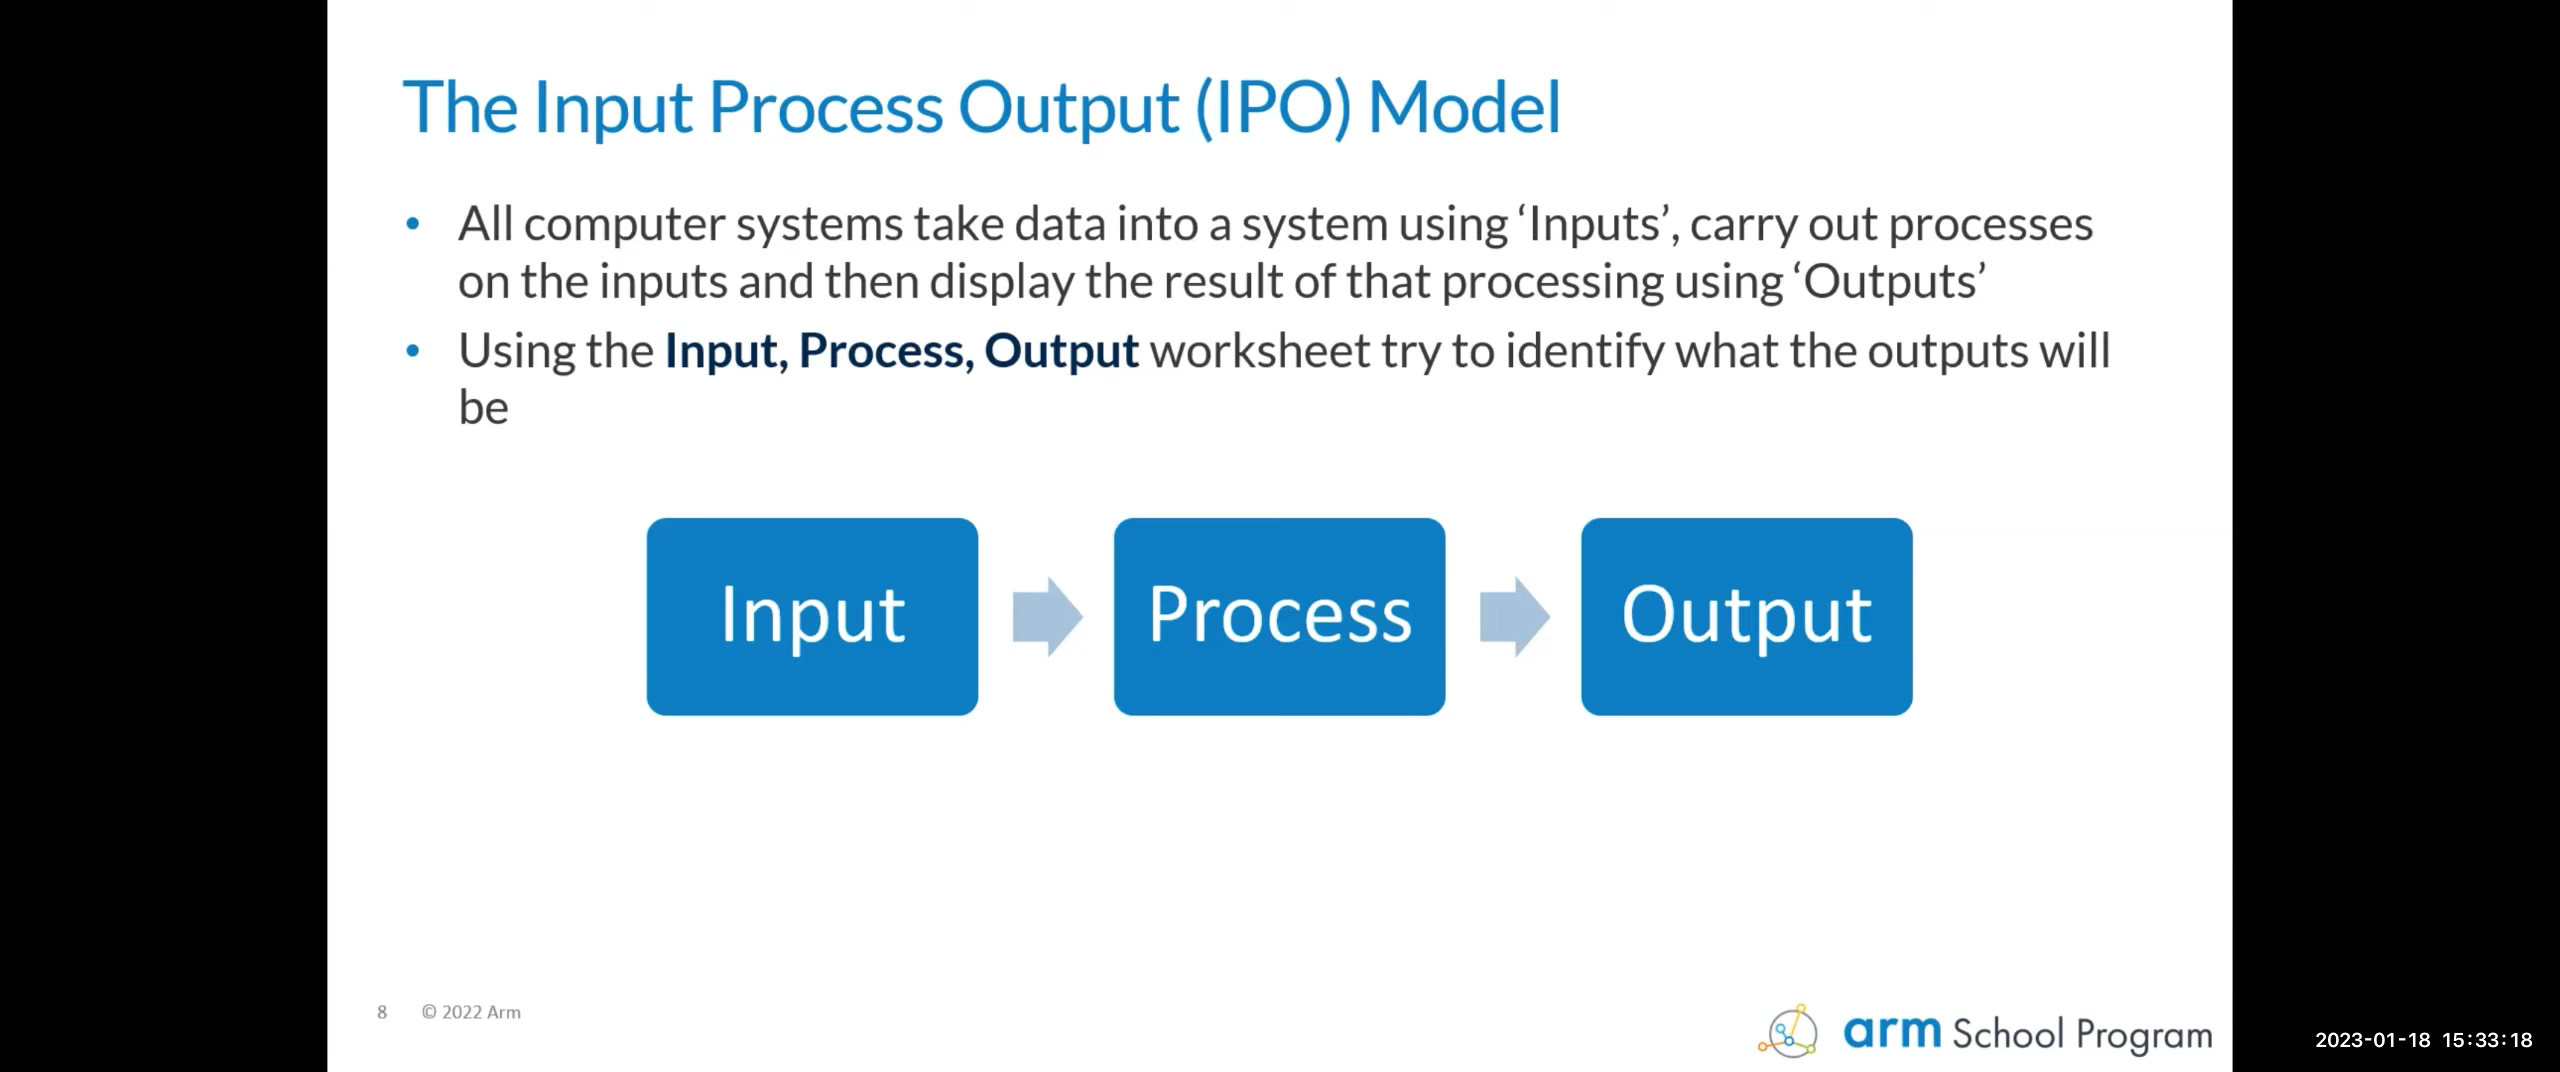 The Input Process Output (IPO) Model
• All computer systems take data into a system using ‘Inputs’, carry out processes
on the inputs and then display the result of that processing using ‘Outputs’
• Using the Input, Process, Output worksheet try to identify what the outputs will
be
Input
Process
Output
8 © 2022 Arm
arm School Program
2023-01-18 15:33:18